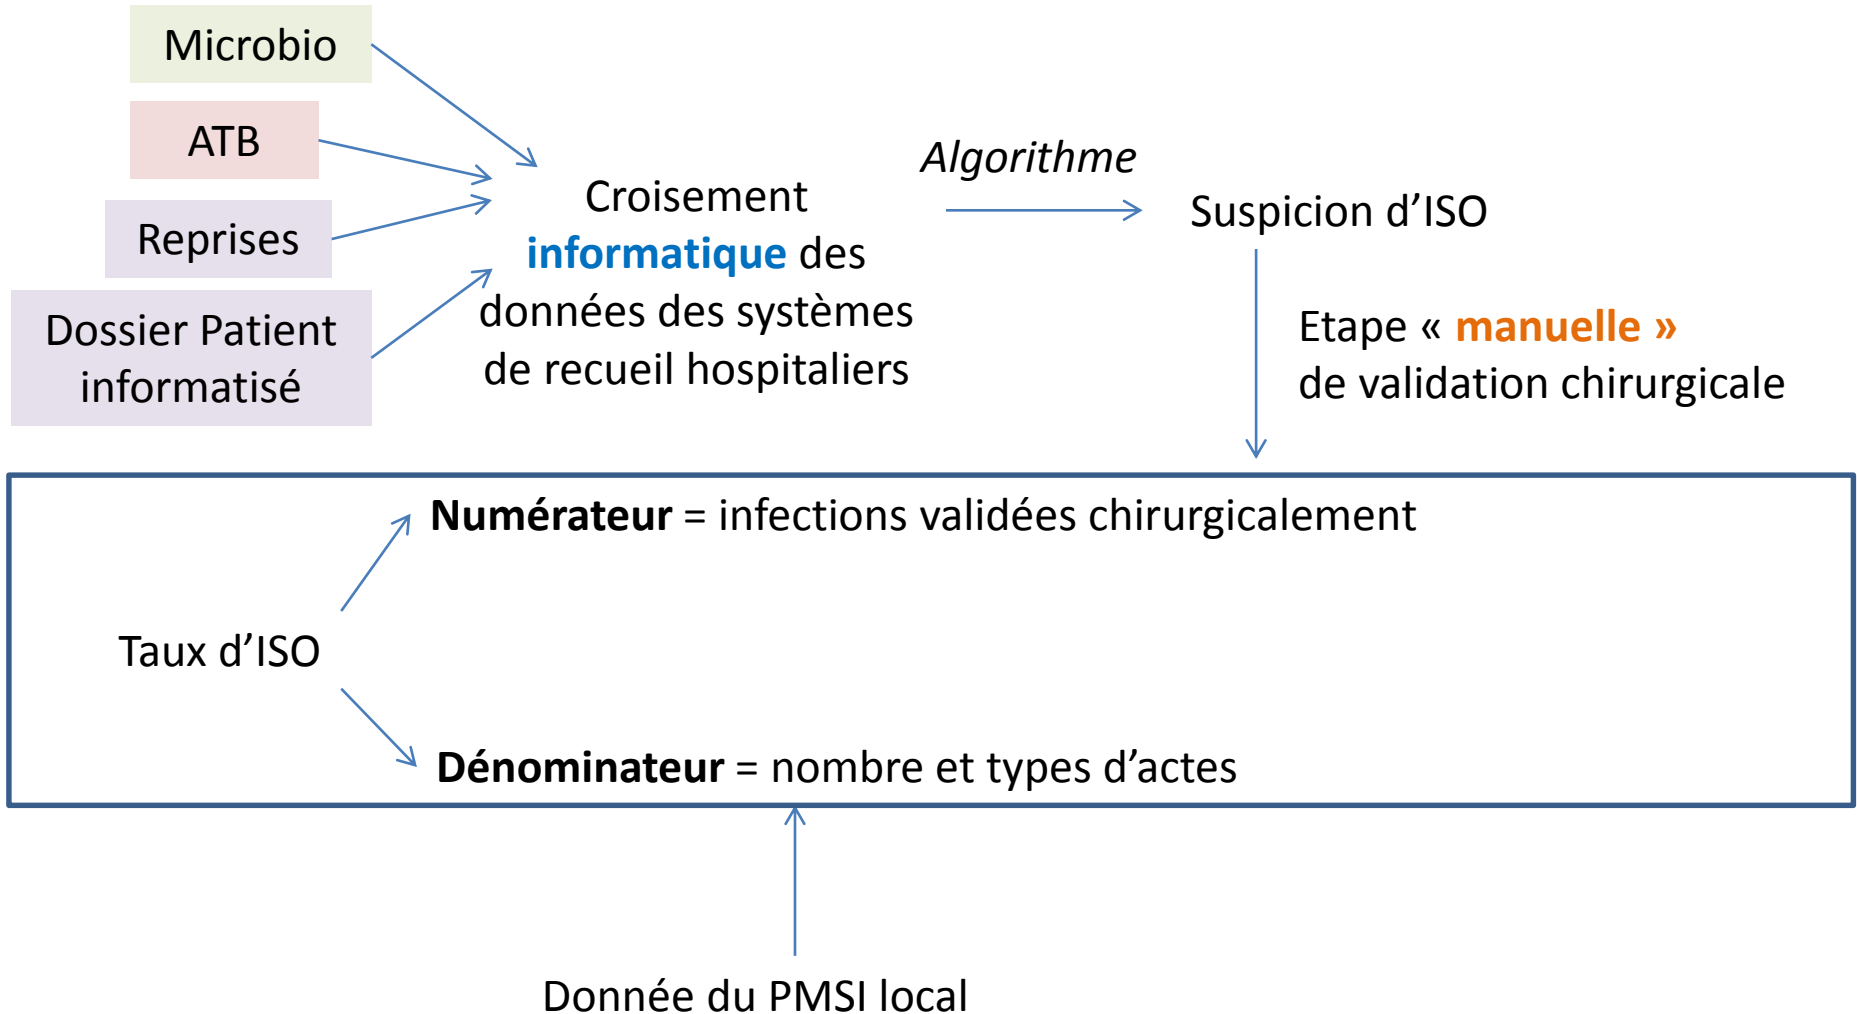 Microbio
ATB
Reprises
Dossier Patient
informatisé
Croisement
informatique des
données des systèmes
de recueil hospitaliers
Algorithme
Suspicion d’ISO
Etape « manuelle »
de validation chirurgicale
Numérateur = infections validées chirurgicalement
Taux d’ISO
Dénominateur = nombre et types d’actes
Donnée du PMSI local